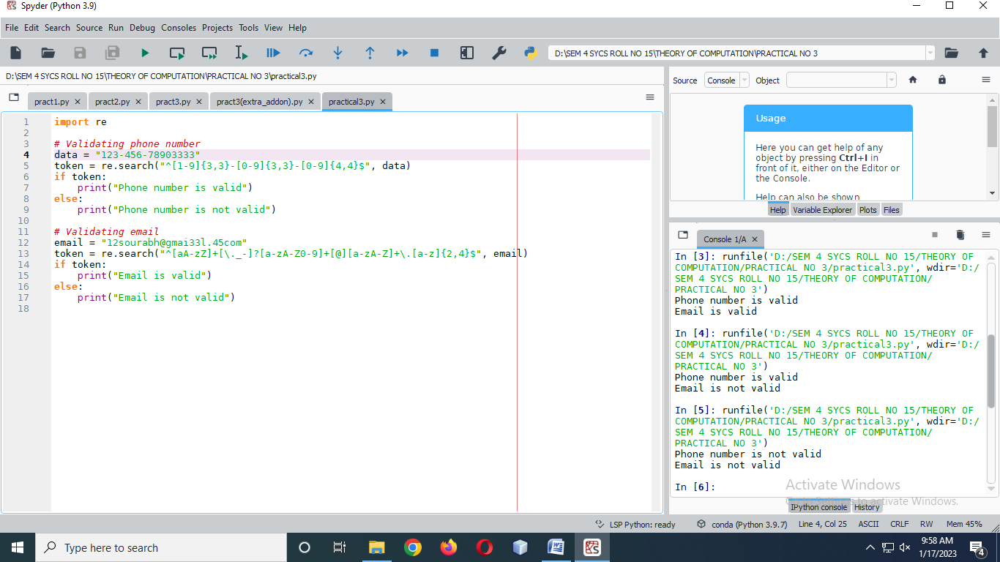 Spyder (Python 3.9)
File Edit Search Source Run Debug Consoles Projects Tools View Help
D:\SEM 4 SYCS ROLL NO 15\THEORY OF COMPUTATION\PRACTICAL NO 3
D:\SEM 4 SYCS ROLL NO 15\THEORY OF COMPUTATION\PRACTICAL NO 3\practical3.py
pract1.py pract2.py pract3.py pract3(extra_addon).py practical3.py
1 import re
2
3 # Validating phone number
4 data = "123-456-78903333"
5 token = re.search("^[1-9]{3,3}-[0-9]{3,3}-[0-9]{4,4}$", data)
6 if token:
7     print("Phone number is valid")
8 else:
9     print("Phone number is not valid")
10
11 # Validating email
12 email = "12sourabh@gmai33l.45com"
13 token = re.search("^[aA-zZ]+[\._-]?[a-zA-Z0-9]+[@][a-zA-Z]+\.[a-z]{2,4}$", email)
14 if token:
15     print("Email is valid")
16 else:
17     print("Email is not valid")
18
Source Console Object
Usage
Here you can get help of any
object by pressing Ctrl+I in
front of it, either on the Editor or
the Console.
Help can also be shown
Help Variable Explorer Plots Files
Console 1/A
In [3]: runfile('D:/SEM 4 SYCS ROLL NO 15/THEORY OF
COMPUTATION/PRACTICAL NO 3/practical3.py', wdir='D:/
SEM 4 SYCS ROLL NO 15/THEORY OF COMPUTATION/
PRACTICAL NO 3')
Phone number is valid
Email is valid
In [4]: runfile('D:/SEM 4 SYCS ROLL NO 15/THEORY OF
COMPUTATION/PRACTICAL NO 3/practical3.py', wdir='D:/
SEM 4 SYCS ROLL NO 15/THEORY OF COMPUTATION/
PRACTICAL NO 3')
Phone number is valid
Email is not valid
In [5]: runfile('D:/SEM 4 SYCS ROLL NO 15/THEORY OF
COMPUTATION/PRACTICAL NO 3/practical3.py', wdir='D:/
SEM 4 SYCS ROLL NO 15/THEORY OF COMPUTATION/
PRACTICAL NO 3')
Phone number is not valid
Email is not valid
In [6]:
Activate Windows
to activate Windows.
IPython console History
LSP Python: ready conda (Python 3.9.7) Line 4, Col 25 ASCII CRLF RW Mem 45%
Type here to search
9:58 AM
1/17/2023
4